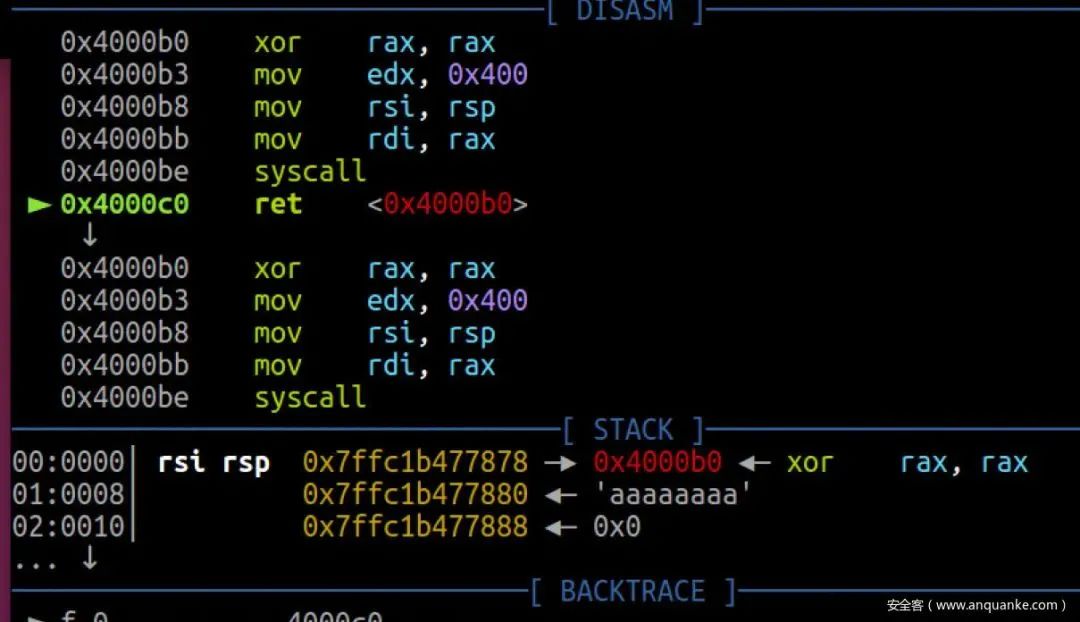 [ DISASM ]
0x4000b0 xor rax, rax
0x4000b3 mov edx, 0x400
0x4000b8 mov rsi, rsp
0x4000bb mov rdi, rax
0x4000be syscall
► 0x4000c0 ret <0x4000b0>
↓
0x4000b0 xor rax, rax
0x4000b3 mov edx, 0x400
0x4000b8 mov rsi, rsp
0x4000bb mov rdi, rax
0x4000be syscall
[ STACK ]
00:0000│ rsi rsp 0x7ffc1b477878 —▸ 0x4000b0 ◂— xor rax, rax
01:0008│ 0x7ffc1b477880 ◂— 'aaaaaaaa'
02:0010│ 0x7ffc1b477888 ◂— 0x0
... ↓
[ BACKTRACE ]
► f 0 4000c0
安全客（www.anquanke.com）